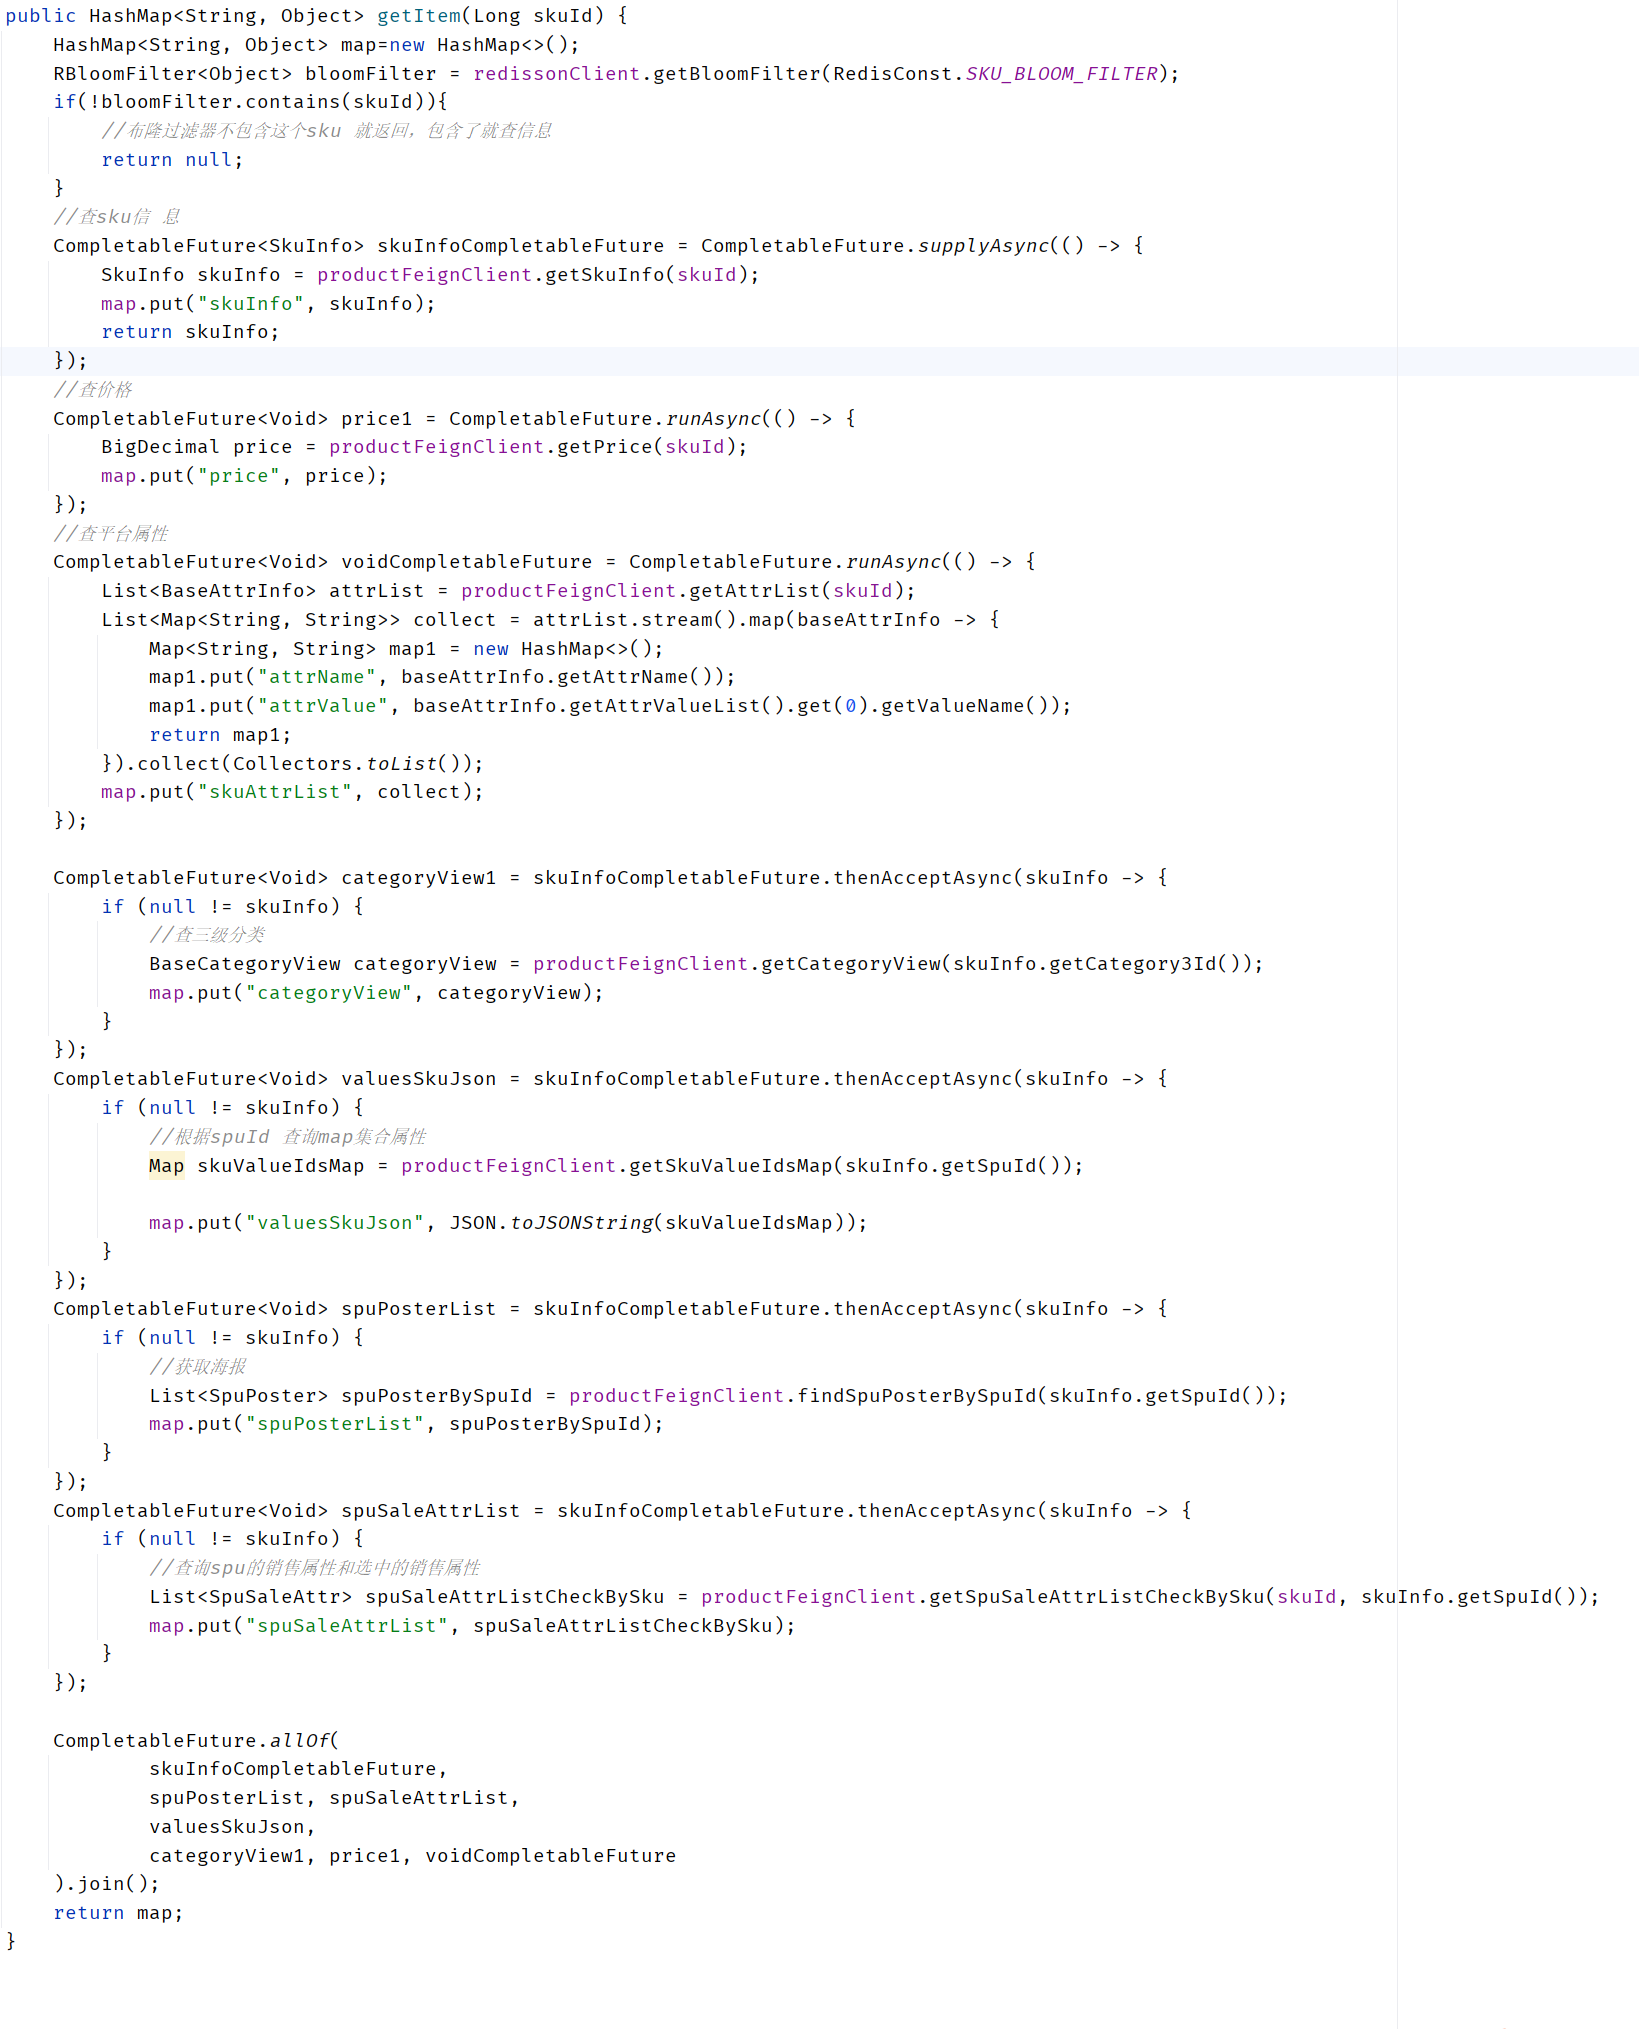 public HashMap<String, Object> getItem(Long skuId) {
    HashMap<String, Object> map=new HashMap<>();
    RBloomFilter<Object> bloomFilter = redissonClient.getBloomFilter(RedisConst.SKU_BLOOM_FILTER);
    if(!bloomFilter.contains(skuId)){
        //布隆过滤器不包含这个sku 就返回，包含了就查信息
        return null;
    }
    //查sku信 息
    CompletableFuture<SkuInfo> skuInfoCompletableFuture = CompletableFuture.supplyAsync(() -> {
        SkuInfo skuInfo = productFeignClient.getSkuInfo(skuId);
        map.put("skuInfo", skuInfo);
        return skuInfo;
    });
    //查价格
    CompletableFuture<Void> price1 = CompletableFuture.runAsync(() -> {
        BigDecimal price = productFeignClient.getPrice(skuId);
        map.put("price", price);
    });
    //查平台属性
    CompletableFuture<Void> voidCompletableFuture = CompletableFuture.runAsync(() -> {
        List<BaseAttrInfo> attrList = productFeignClient.getAttrList(skuId);
        List<Map<String, String>> collect = attrList.stream().map(baseAttrInfo -> {
            Map<String, String> map1 = new HashMap<>();
            map1.put("attrName", baseAttrInfo.getAttrName());
            map1.put("attrValue", baseAttrInfo.getAttrValueList().get(0).getValueName());
            return map1;
        }).collect(Collectors.toList());
        map.put("skuAttrList", collect);
    });

    CompletableFuture<Void> categoryView1 = skuInfoCompletableFuture.thenAcceptAsync(skuInfo -> {
        if (null != skuInfo) {
            //查三级分类
            BaseCategoryView categoryView = productFeignClient.getCategoryView(skuInfo.getCategory3Id());
            map.put("categoryView", categoryView);
        }
    });
    CompletableFuture<Void> valuesSkuJson = skuInfoCompletableFuture.thenAcceptAsync(skuInfo -> {
        if (null != skuInfo) {
            //根据spuId 查询map集合属性
            Map skuValueIdsMap = productFeignClient.getSkuValueIdsMap(skuInfo.getSpuId());

            map.put("valuesSkuJson", JSON.toJSONString(skuValueIdsMap));
        }
    });
    CompletableFuture<Void> spuPosterList = skuInfoCompletableFuture.thenAcceptAsync(skuInfo -> {
        if (null != skuInfo) {
            //获取海报
            List<SpuPoster> spuPosterBySpuId = productFeignClient.findSpuPosterBySpuId(skuInfo.getSpuId());
            map.put("spuPosterList", spuPosterBySpuId);
        }
    });
    CompletableFuture<Void> spuSaleAttrList = skuInfoCompletableFuture.thenAcceptAsync(skuInfo -> {
        if (null != skuInfo) {
            //查询spu的销售属性和选中的销售属性
            List<SpuSaleAttr> spuSaleAttrListCheckBySku = productFeignClient.getSpuSaleAttrListCheckBySku(skuId, skuInfo.getSpuId());
            map.put("spuSaleAttrList", spuSaleAttrListCheckBySku);
        }
    });

    CompletableFuture.allOf(
            skuInfoCompletableFuture,
            spuPosterList, spuSaleAttrList,
            valuesSkuJson,
            categoryView1, price1, voidCompletableFuture
    ).join();
    return map;
}